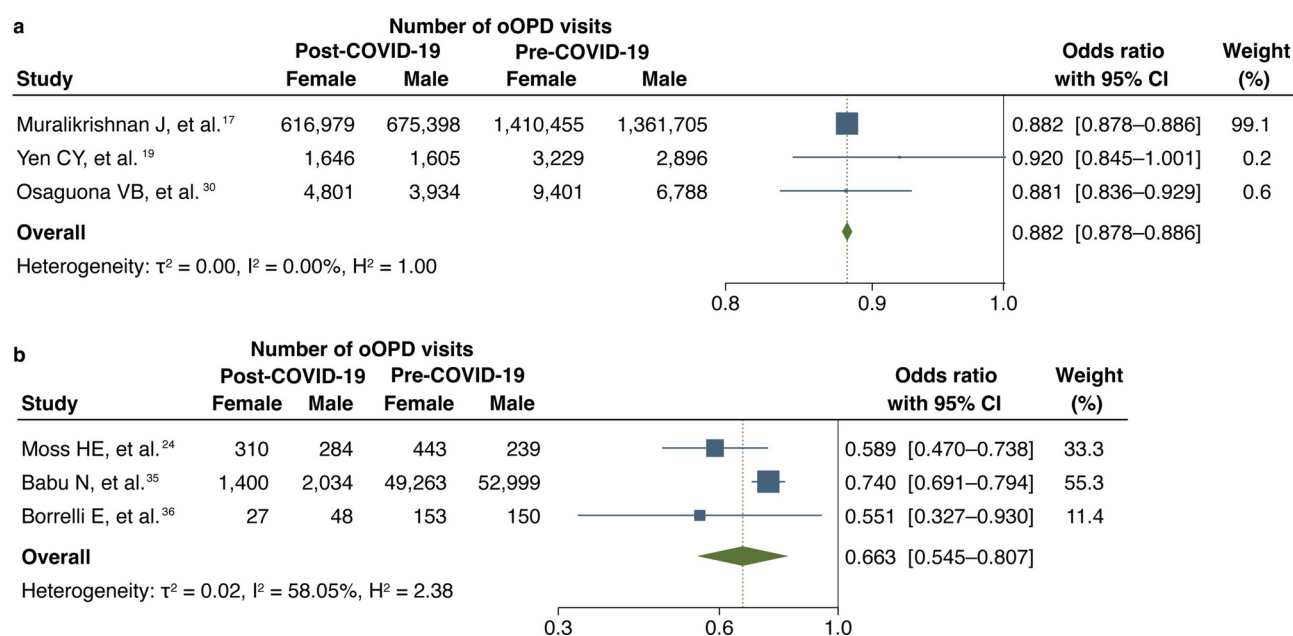 a
Number of oOPD visits
Post-COVID-19 Pre-COVID-19 Odds ratio Weight
Study Female Male Female Male with 95% CI (%)
Muralikrishnan J, et al.17 616,979 675,398 1,410,455 1,361,705 0.882 [0.878–0.886] 99.1
Yen CY, et al. 19 1,646 1,605 3,229 2,896 0.920 [0.845–1.001] 0.2
Osaguona VB, et al. 30 4,801 3,934 9,401 6,788 0.881 [0.836–0.929] 0.6
Overall 0.882 [0.878–0.886]
Heterogeneity: τ² = 0.00, I² = 0.00%, H² = 1.00
0.8 0.9 1.0
b
Number of oOPD visits
Post-COVID-19 Pre-COVID-19 Odds ratio Weight
Study Female Male Female Male with 95% CI (%)
Moss HE, et al.24 310 284 443 239 0.589 [0.470–0.738] 33.3
Babu N, et al.35 1,400 2,034 49,263 52,999 0.740 [0.691–0.794] 55.3
Borrelli E, et al.36 27 48 153 150 0.551 [0.327–0.930] 11.4
Overall 0.663 [0.545–0.807]
Heterogeneity: τ² = 0.02, I² = 58.05%, H² = 2.38
0.3 0.6 1.0